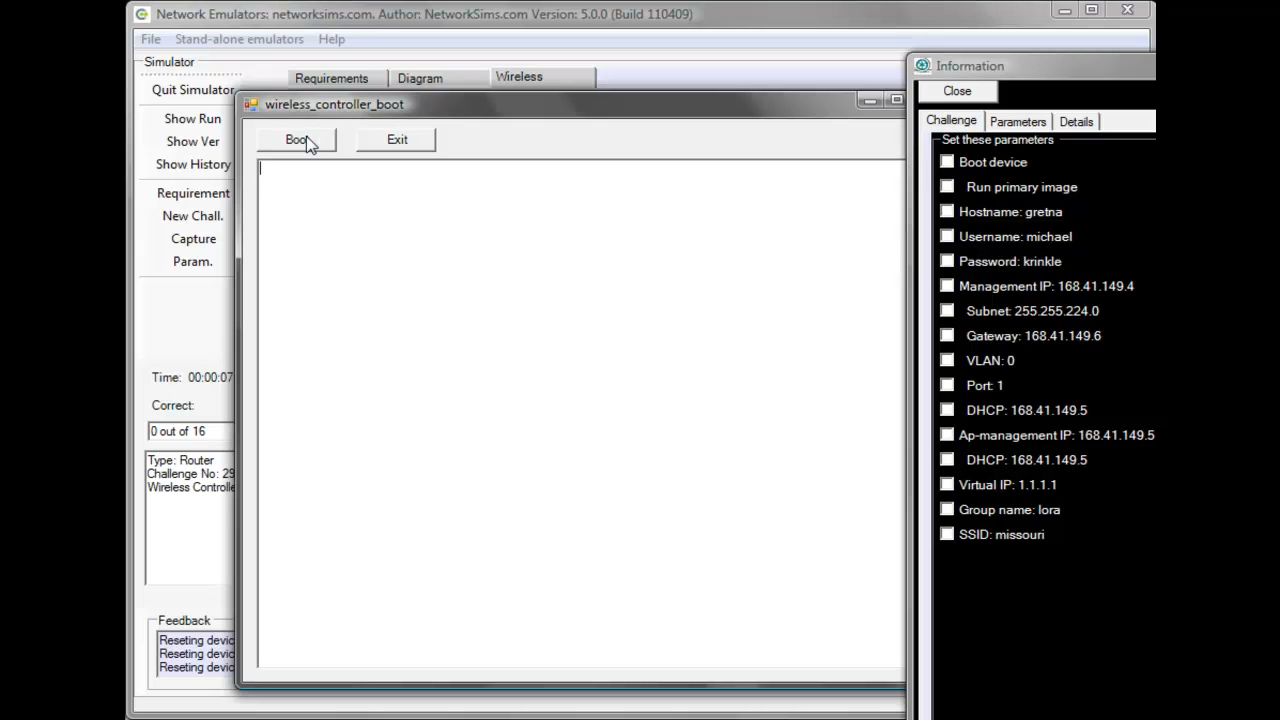 Network Emulators: networksims.com. Author: NetworkSims.com Version: 5.0.0 (Build 110409)
File Stand-alone emulators Help
Simulator
Quit Simulator
Show Run
Show Ver
Show History
Requirement
New Chall.
Capture
Param.
Time: 00:00:07
Correct:
0 out of 16
Type: Router
Challenge No: 29
Wireless Controlle
Feedback
Reseting devic
Reseting devic
Reseting devic
Requirements Diagram Wireless
wireless_controller_boot
Boot Exit
Information
Close
Challenge Parameters Details
Set these parameters
Boot device
Run primary image
Hostname: gretna
Username: michael
Password: krinkle
Management IP: 168.41.149.4
Subnet: 255.255.224.0
Gateway: 168.41.149.6
VLAN: 0
Port: 1
DHCP: 168.41.149.5
Ap-management IP: 168.41.149.5
DHCP: 168.41.149.5
Virtual IP: 1.1.1.1
Group name: lora
SSID: missouri